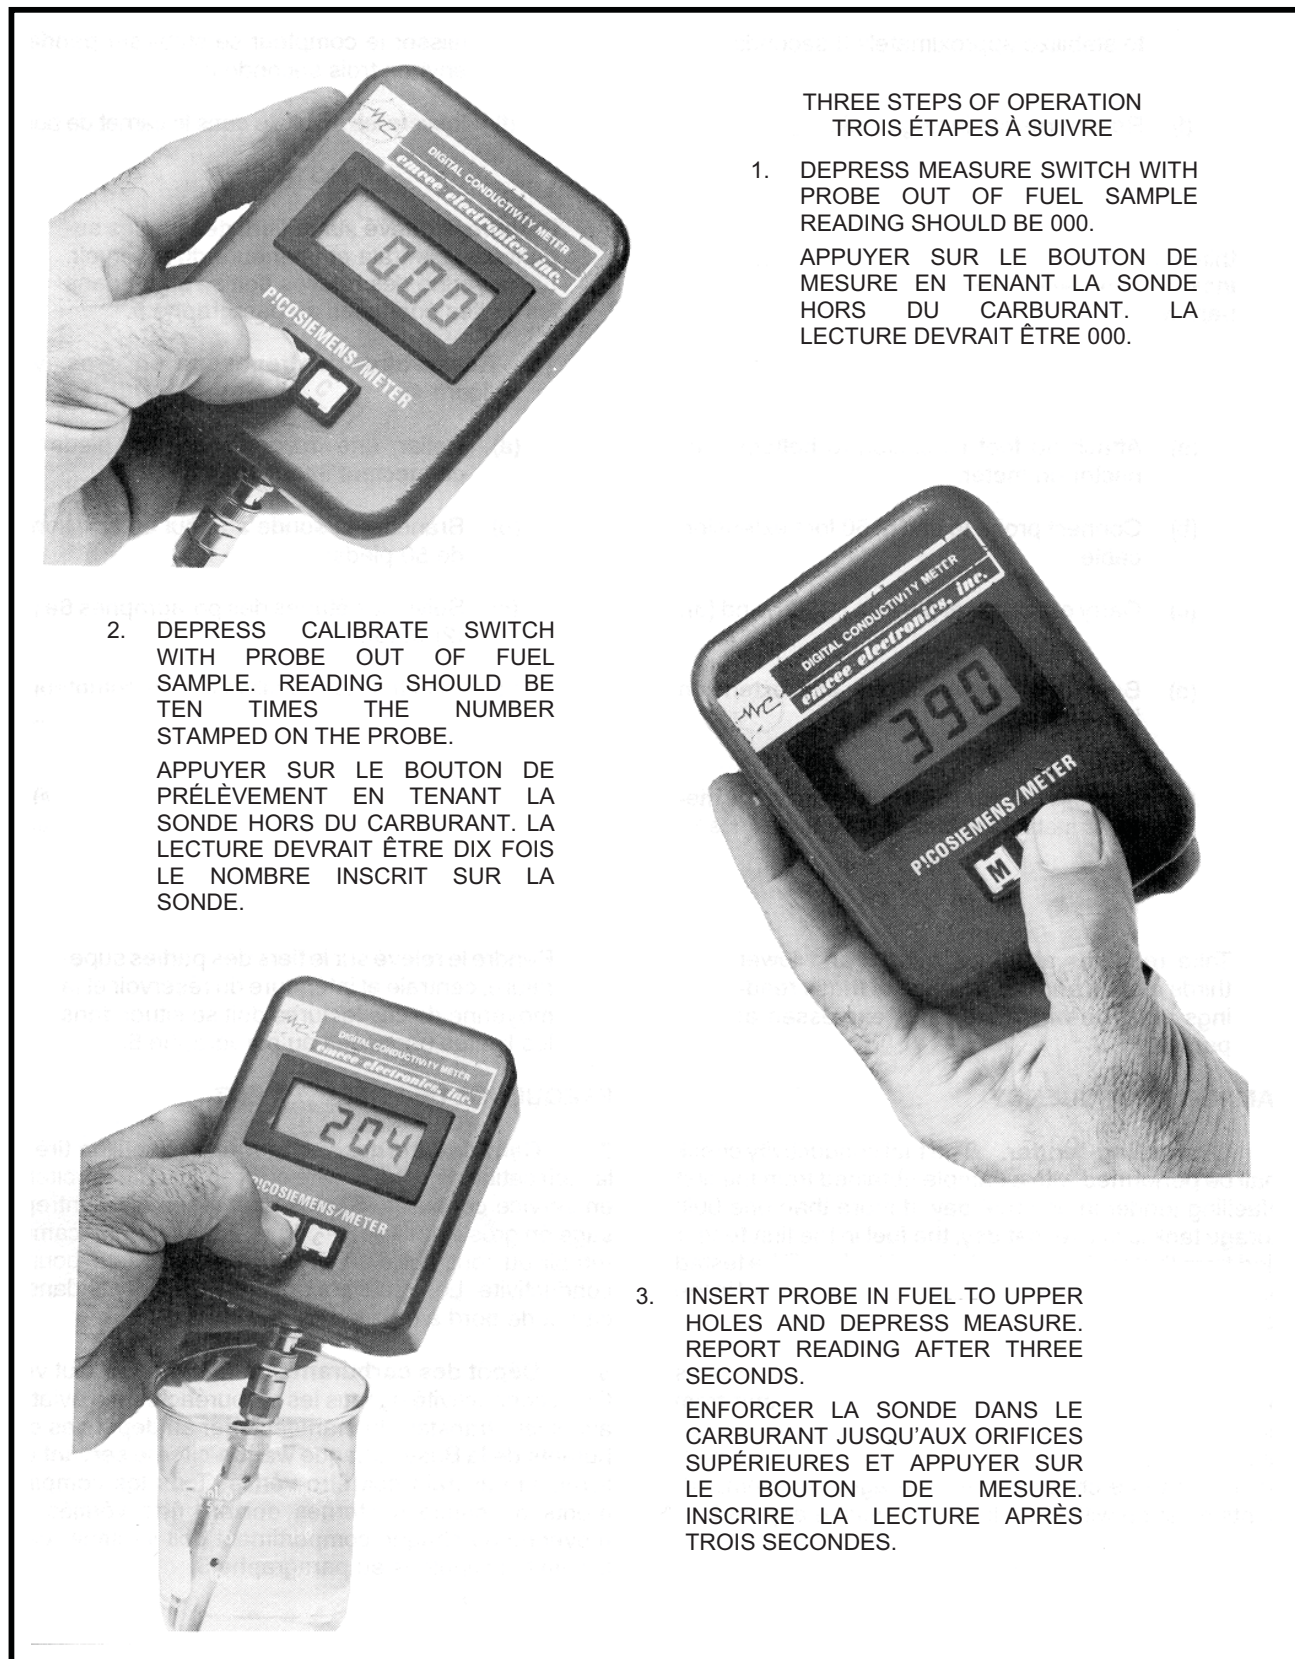 THREE STEPS OF OPERATION
TROIS ÉTAPES À SUIVRE
1. DEPRESS MEASURE SWITCH WITH
PROBE OUT OF FUEL SAMPLE
READING SHOULD BE 000.
APPUYER SUR LE BOUTON DE
MESURE EN TENANT LA SONDE
HORS DU CARBURANT. LA
LECTURE DEVRAIT ÊTRE 000.
DIGITAL CONDUCTIVITY METER
emcee electronics, inc.
000
P!COSIEMENS/METER
C
2. DEPRESS CALIBRATE SWITCH
WITH PROBE OUT OF FUEL
SAMPLE. READING SHOULD BE
TEN TIMES THE NUMBER
STAMPED ON THE PROBE.
APPUYER SUR LE BOUTON DE
PRÉLÈVEMENT EN TENANT LA
SONDE HORS DU CARBURANT. LA
LECTURE DEVRAIT ÊTRE DIX FOIS
LE NOMBRE INSCRIT SUR LA
SONDE.
DIGITAL CONDUCTIVITY METER
emcee electronics, inc.
390
P!COSIEMENS/METER
M
DIGITAL CONDUCTIVITY METER
emcee electronics, inc.
204
PICOSIEMENS/METER
3. INSERT PROBE IN FUEL TO UPPER
HOLES AND DEPRESS MEASURE.
REPORT READING AFTER THREE
SECONDS.
ENFORCER LA SONDE DANS LE
CARBURANT JUSQU'AUX ORIFICES
SUPÉRIEURES ET APPUYER SUR
LE BOUTON DE MESURE.
INSCRIRE LA LECTURE APRÈS
TROIS SECONDES.